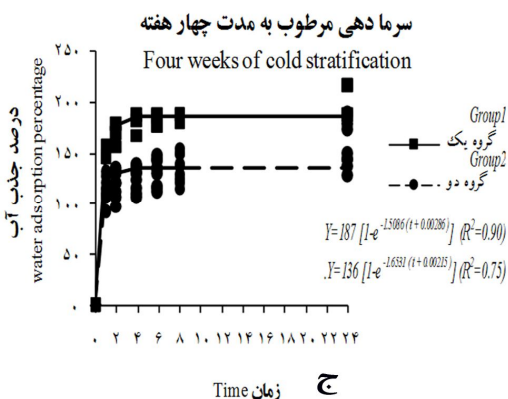 سرما دهی مرطوب به مدت چهار هفته
Four weeks of cold stratification
درصد جذب آب
water adsorption percentage
۲۵۰
۲۰۰
۱۵۰
۱۰۰
۵۰
۰
Group1
گروه یک
Group2
گروه دو
Y=187 [1-e^-1.5086 (t + 0.00286)] (R²=0.90)
.Y=136 [1-e^-1.6531 (t + 0.00215)] (R²=0.75)
۰ ۲ ۴ ۶ ۸ ۱۰ ۱۲ ۱۴ ۱۶ ۱۸ ۲۰ ۲۲ ۲۴
Time زمان ج